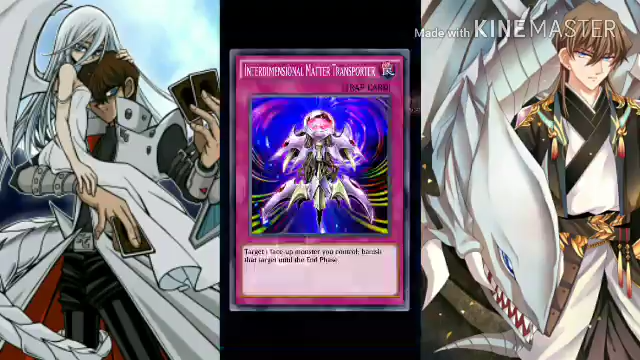 Made with KINEMASTER
INTERDIMENSIONAL MATTER TRANSPORTER
[TRAP CARD]
Target 1 face-up monster you control; banish
that target until the End Phase.